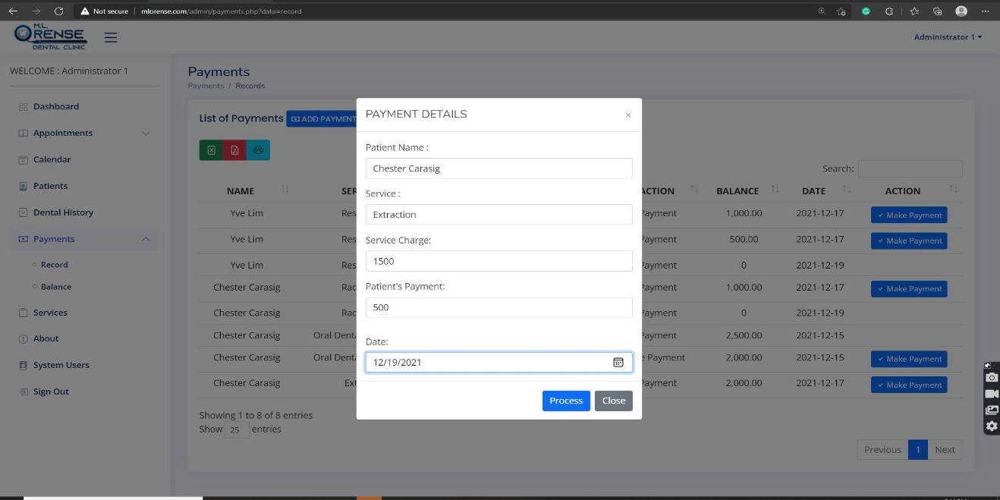 Not secure | mlorense.com/admin/payments.php?data=record
M.L.
ORENSE
DENTAL CLINIC
Administrator 1
WELCOME : Administrator 1
Dashboard
Appointments
Calendar
Patients
Dental History
Payments
Record
Balance
Services
About
System Users
Sign Out
Payments
Payments / Records
List of Payments ADD PAYMENT
Search:
NAME SER ACTION BALANCE DATE ACTION
Yve Lim Res Payment 1,000.00 2021-12-17 Make Payment
Yve Lim Res Payment 500.00 2021-12-17 Make Payment
Yve Lim Res Payment 0 2021-12-19
Chester Carasig Rad Payment 1,000.00 2021-12-17 Make Payment
Chester Carasig Rad Payment 0 2021-12-19
Chester Carasig Oral Denta Payment 2,500.00 2021-12-15
Chester Carasig Oral Denta e Payment 2,000.00 2021-12-15 Make Payment
Chester Carasig Ext Payment 2,000.00 2021-12-17 Make Payment
Showing 1 to 8 of 8 entries
Show 25 entries
Previous 1 Next
PAYMENT DETAILS ×
Patient Name :
Chester Carasig
Service :
Extraction
Service Charge:
1500
Patient's Payment:
500
Date:
12/19/2021
Process Close